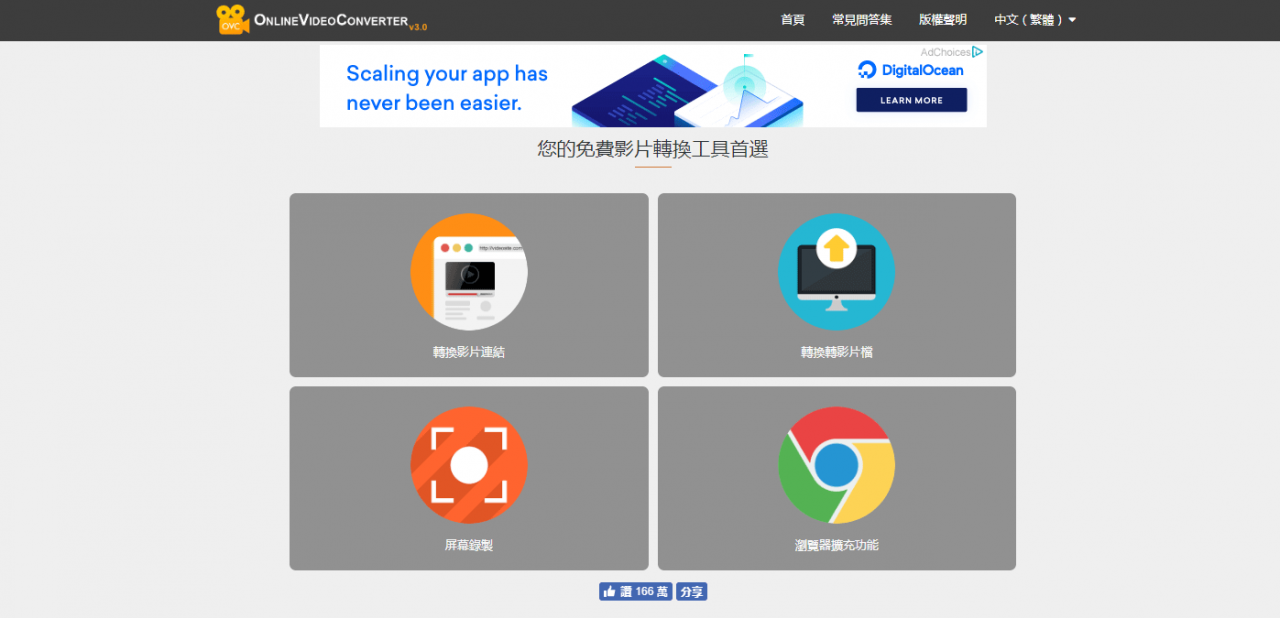 OVC
OnlineVideoConverter v3.0
首頁 常見問答集 版權聲明 中文 ( 繁體 )
AdChoices
Scaling your app has
never been easier.
DigitalOcean
LEARN MORE
您的免費影片轉換工具首選
http://videosite.com
轉換影片連結
轉換轉影片檔
屏幕錄製
瀏覽器擴充功能
讚 166 萬 分享